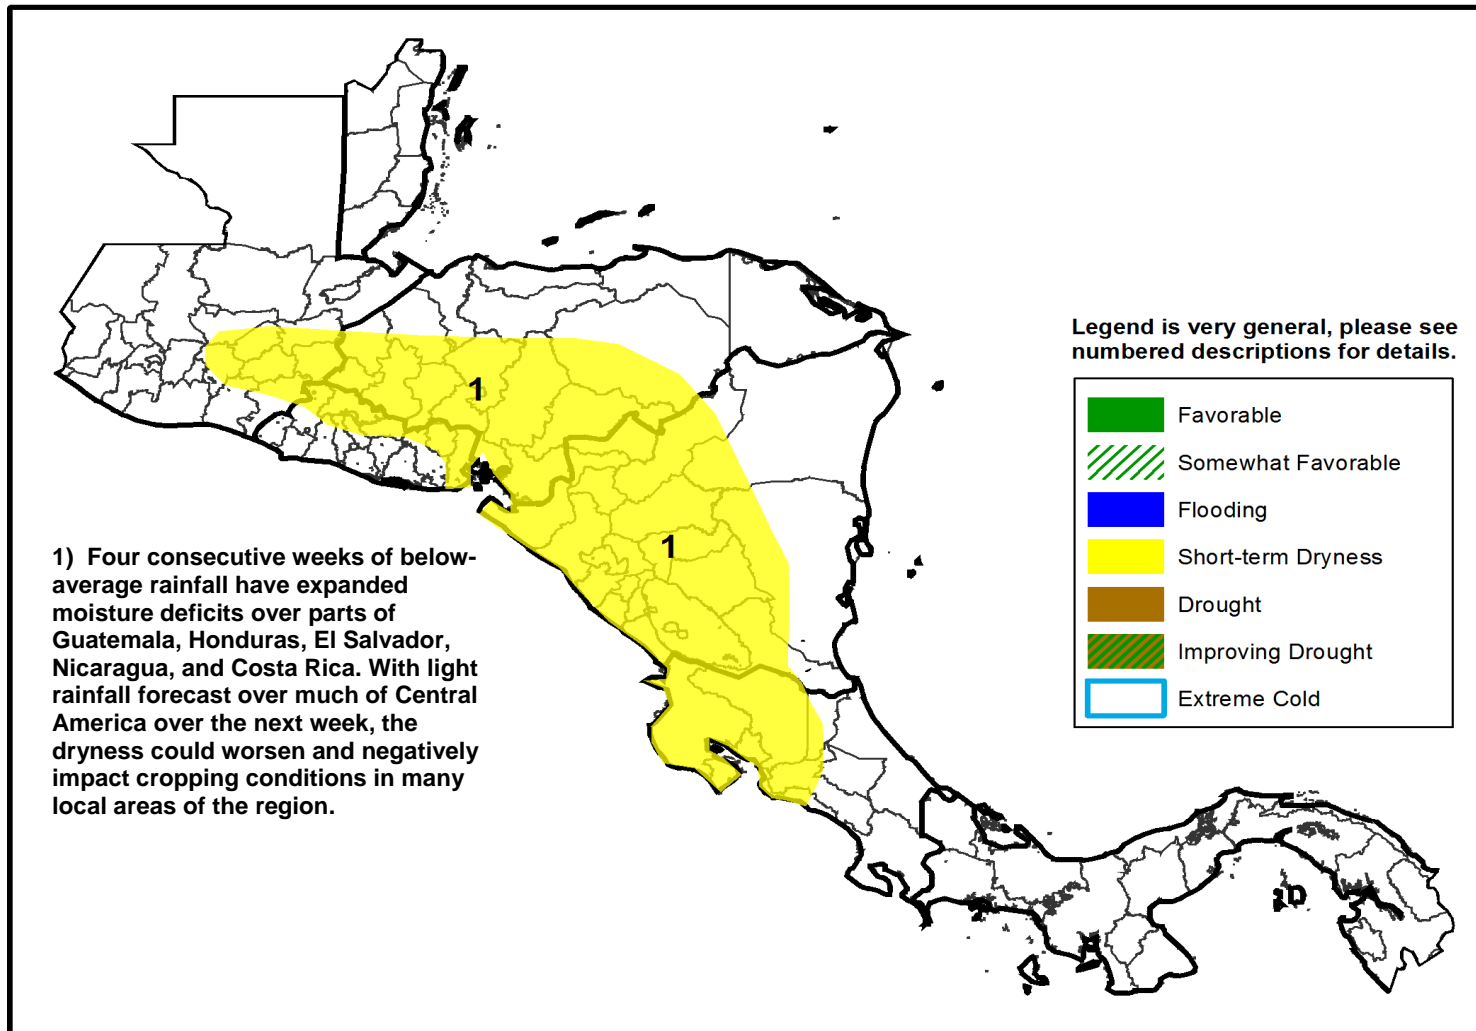 Legend is very general, please see
numbered descriptions for details.
Favorable
Somewhat Favorable
Flooding
Short-term Dryness
Drought
Improving Drought
Extreme Cold
1
1
1)  Four consecutive weeks of below-
average rainfall have expanded
moisture deficits over parts of
Guatemala, Honduras, El Salvador,
Nicaragua, and Costa Rica. With light
rainfall forecast over much of Central
America over the next week, the
dryness could worsen and negatively
impact cropping conditions in many
local areas of the region.